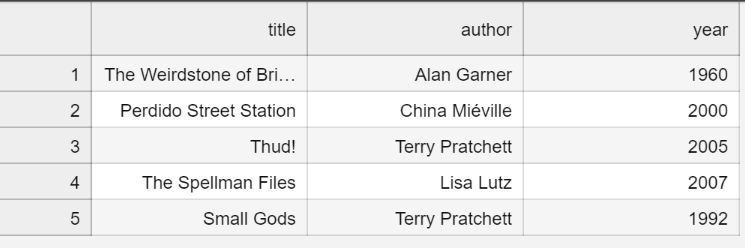 title author year
1 The Weirdstone of Bri… Alan Garner 1960
2 Perdido Street Station China Miéville 2000
3 Thud! Terry Pratchett 2005
4 The Spellman Files Lisa Lutz 2007
5 Small Gods Terry Pratchett 1992